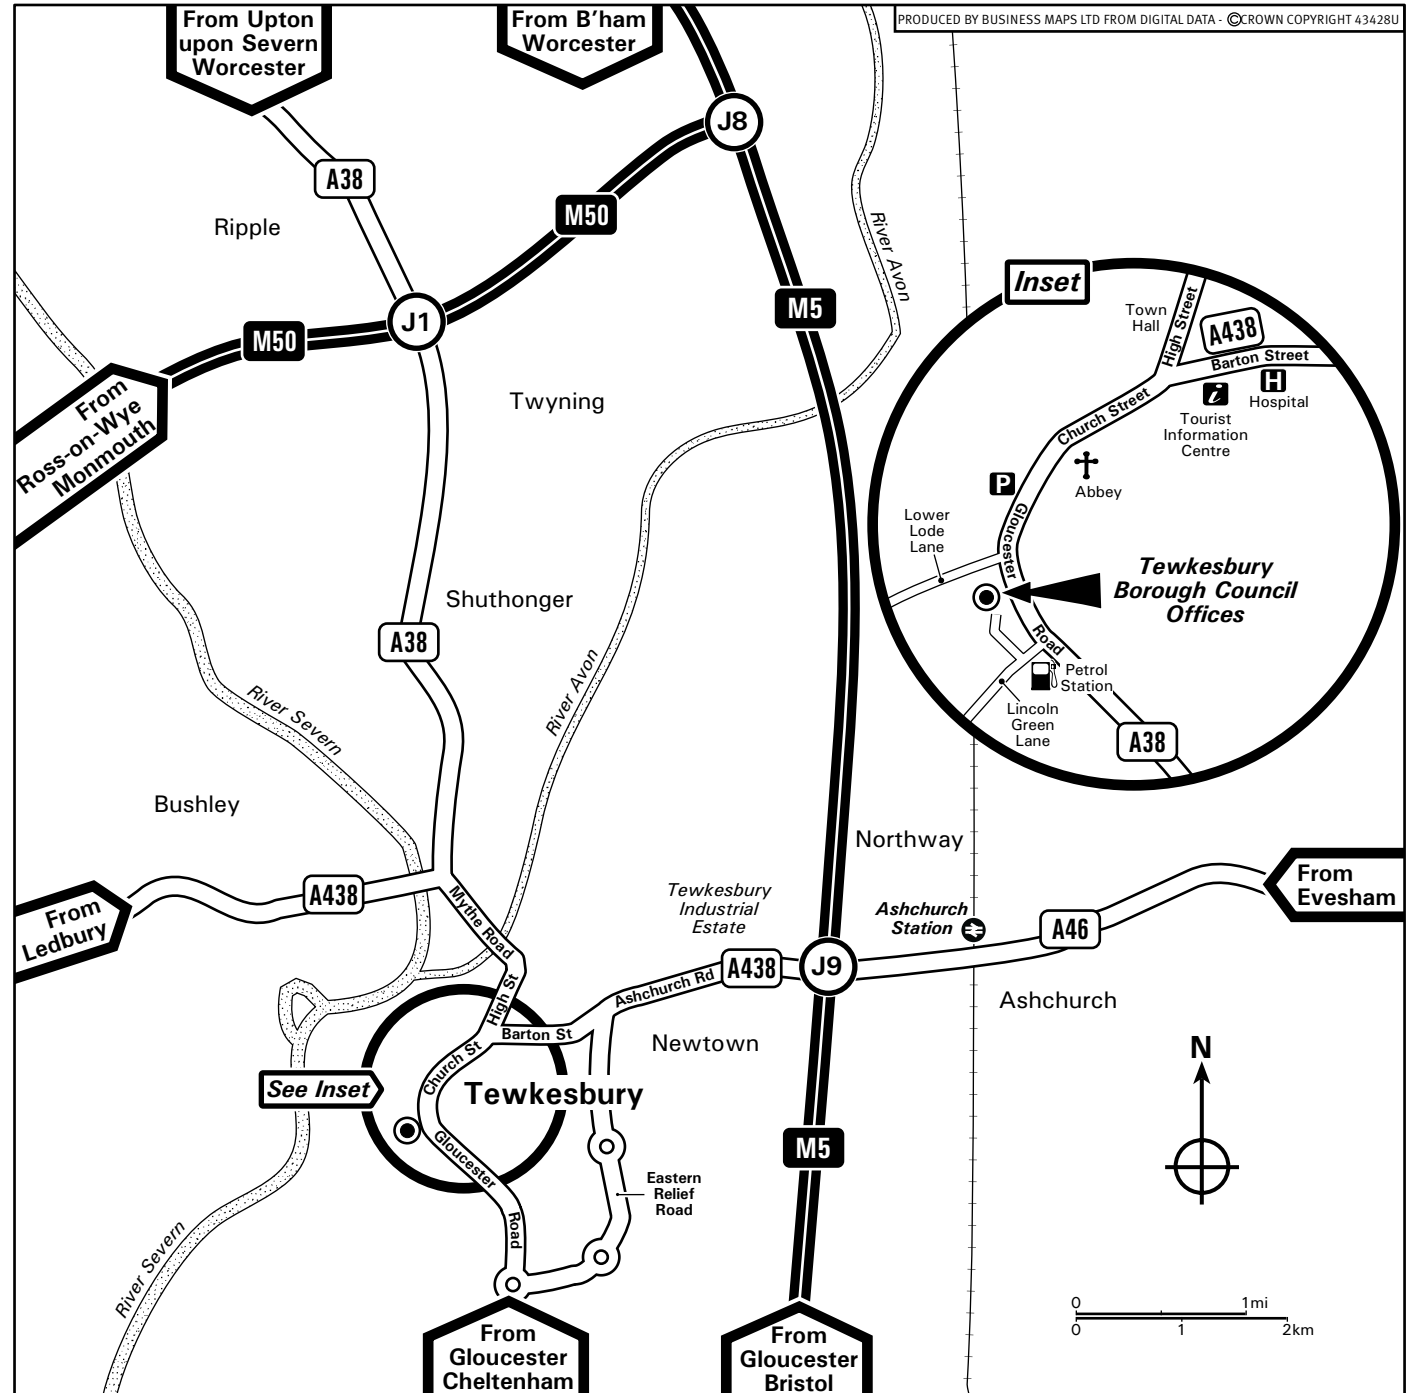 From Upton
upon Severn
Worcester
From B'ham
Worcester
PRODUCED BY BUSINESS MAPS LTD FROM DIGITAL DATA - ©CROWN COPYRIGHT 43428U
J8
A38
M50
Ripple
River Avon
M5
J1
M50
Inset
Town
Hall
High Street
A438
Barton Street
Hospital
H
i
Tourist
Information
Centre
Church Street
Abbey
P
Gloucester
Road
Lower
Lode
Lane
Tewkesbury
Borough Council
Offices
Petrol
Station
Lincoln
Green
Lane
A38
From
Ross-on-Wye
Monmouth
Twyning
Shuthonger
A38
River Severn
River Avon
Bushley
Northway
From
Evesham
From
Ledbury
A438
Mythe Road
Tewkesbury
Industrial
Estate
Ashchurch
Station
A46
High St
Ashchurch Rd
A438
J9
Ashchurch
Barton St
Newtown
Church St
See Inset
Tewkesbury
N
Gloucester
Road
M5
Eastern
Relief
Road
River Severn
From
Gloucester
Cheltenham
From
Gloucester
Bristol
0 1mi
0 1 2km